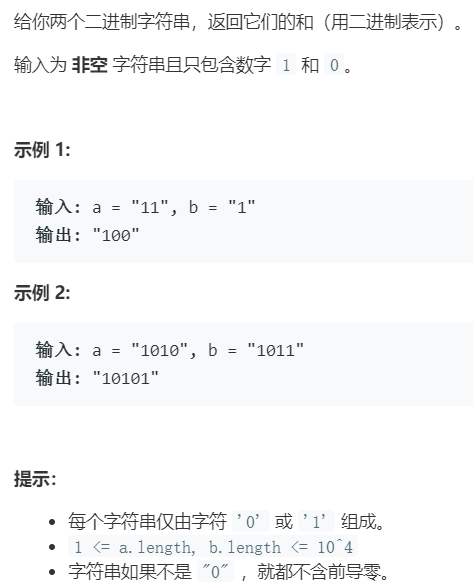 给你两个二进制字符串，返回它们的和（用二进制表示）。
输入为 非空 字符串且只包含数字 1 和 0。
示例 1:
输入: a = "11", b = "1"
输出: "100"
示例 2:
输入: a = "1010", b = "1011"
输出: "10101"
提示：
• 每个字符串仅由字符 '0' 或 '1' 组成。
• 1 <= a.length, b.length <= 10^4
• 字符串如果不是 "0" ，就都不含前导零。